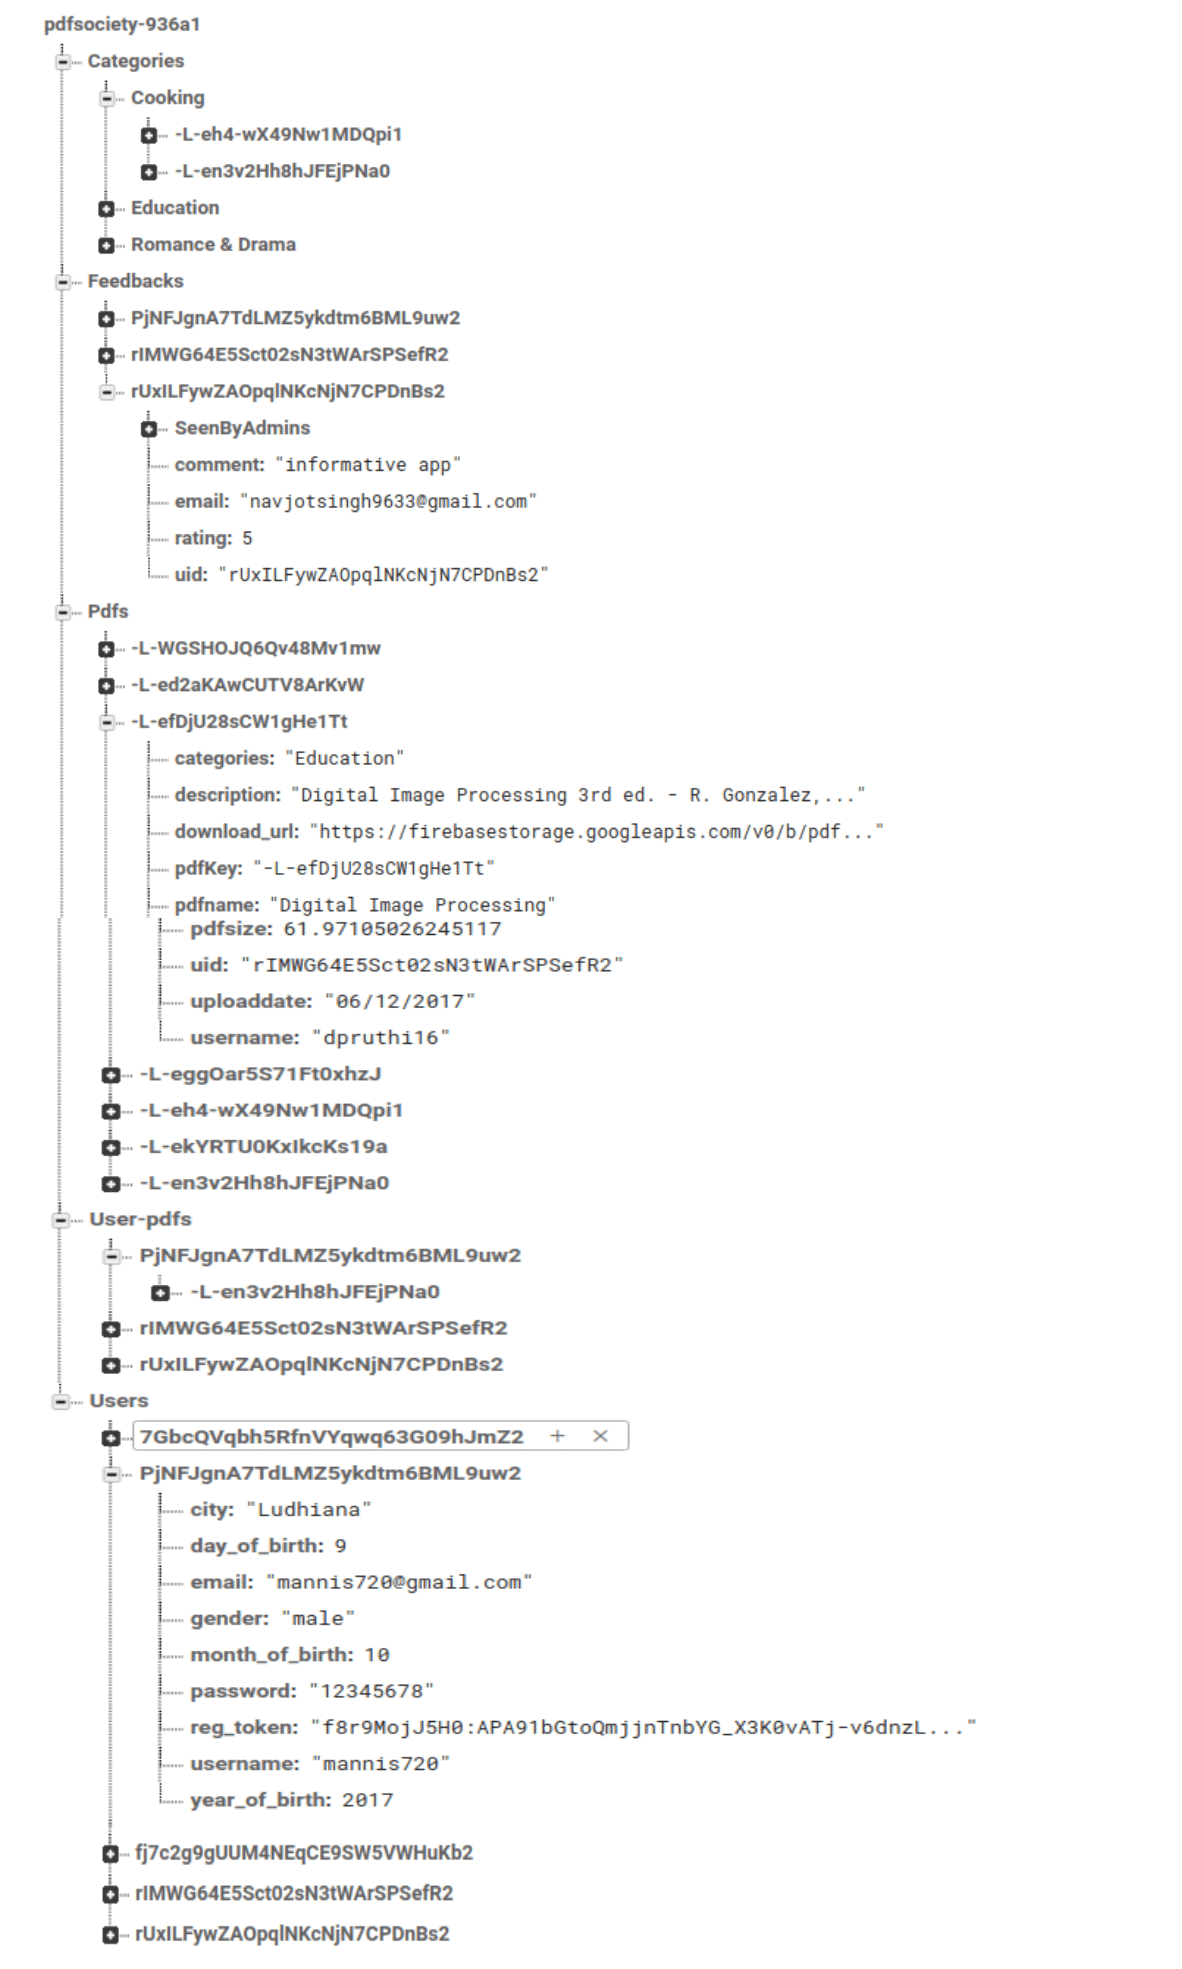 pdfsociety-936a1
Categories
Cooking
-L-eh4-wX49Nw1MDQpi1
-L-en3v2Hh8hJFEjPNa0
Education
Romance & Drama
Feedbacks
PjNFJgnA7TdLMZ5ykdtm6BML9uw2
rIMWG64E5Sct02sN3tWArSPSefR2
rUxILFywZAOpqlNKcNjN7CPDnBs2
SeenByAdmins
comment: "informative app"
email: "navjotsingh9633@gmail.com"
rating: 5
uid: "rUxILFywZAOpqlNKcNjN7CPDnBs2"
Pdfs
-L-WGSHOJQ6Qv48Mv1mw
-L-ed2aKAwCUTV8ArKvW
-L-efDjU28sCW1gHe1Tt
categories: "Education"
description: "Digital Image Processing 3rd ed. - R. Gonzalez,..."
download_url: "https://firebasestorage.googleapis.com/v0/b/pdf..."
pdfKey: "-L-efDjU28sCW1gHe1Tt"
pdfname: "Digital Image Processing"
pdfsize: 61.97105026245117
uid: "rIMWG64E5Sct02sN3tWArSPSefR2"
uploaddate: "06/12/2017"
username: "dpruthi16"
-L-eggOar5S71Ft0xhzJ
-L-eh4-wX49Nw1MDQpi1
-L-ekYRTU0KxIkcKs19a
-L-en3v2Hh8hJFEjPNa0
User-pdfs
PjNFJgnA7TdLMZ5ykdtm6BML9uw2
-L-en3v2Hh8hJFEjPNa0
rIMWG64E5Sct02sN3tWArSPSefR2
rUxILFywZAOpqlNKcNjN7CPDnBs2
Users
7GbcQVqbh5RfnVYqwq63G09hJmZ2
PjNFJgnA7TdLMZ5ykdtm6BML9uw2
city: "Ludhiana"
day_of_birth: 9
email: "mannis720@gmail.com"
gender: "male"
month_of_birth: 10
password: "12345678"
reg_token: "f8r9MojJ5H0:APA91bGtoQmjjnTnbYG_X3K0vATj-v6dnzL..."
username: "mannis720"
year_of_birth: 2017
fj7c2g9gUUM4NEqCE9SW5VWHuKb2
rIMWG64E5Sct02sN3tWArSPSefR2
rUxILFywZAOpqlNKcNjN7CPDnBs2